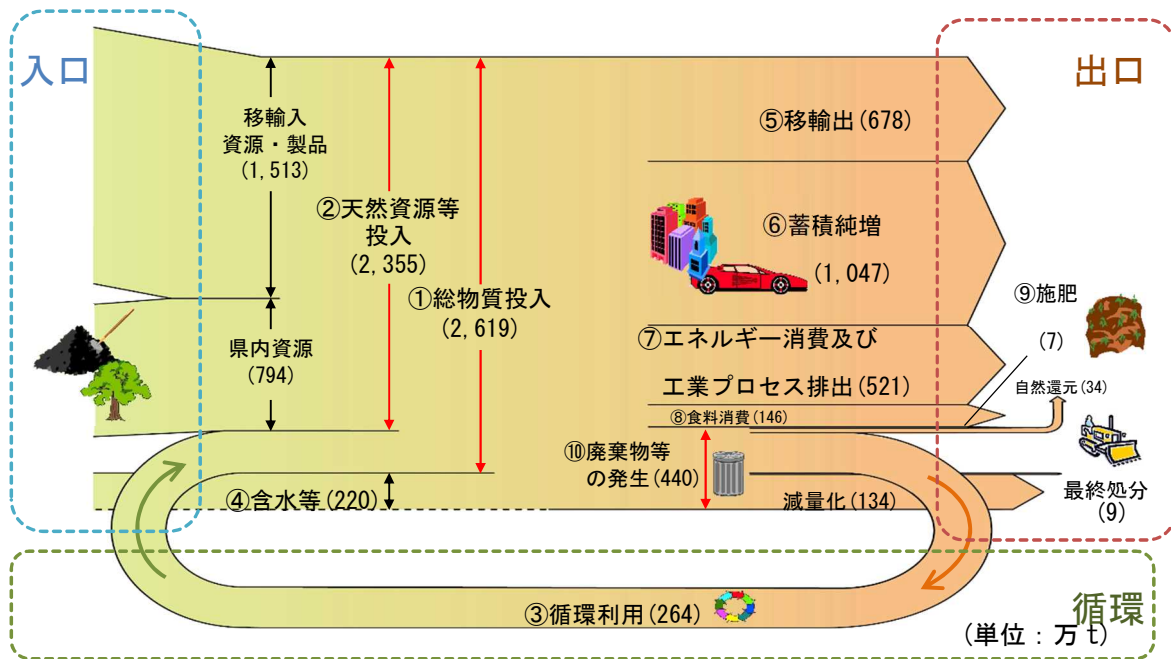 入口
出口
移輸入
資源・製品
(1,513)
②天然資源等
投入
(2,355)
①総物質投入
(2,619)
県内資源
(794)
④含水等(220)
⑤移輸出(678)
⑥蓄積純増
(1,047)
⑦エネルギー消費及び
工業プロセス排出(521)
⑧食料消費(146)
⑨施肥
(7)
自然還元(34)
⑩廃棄物等
の発生(440)
減量化(134)
最終処分
(9)
③循環利用(264)
循環
(単位：万t)